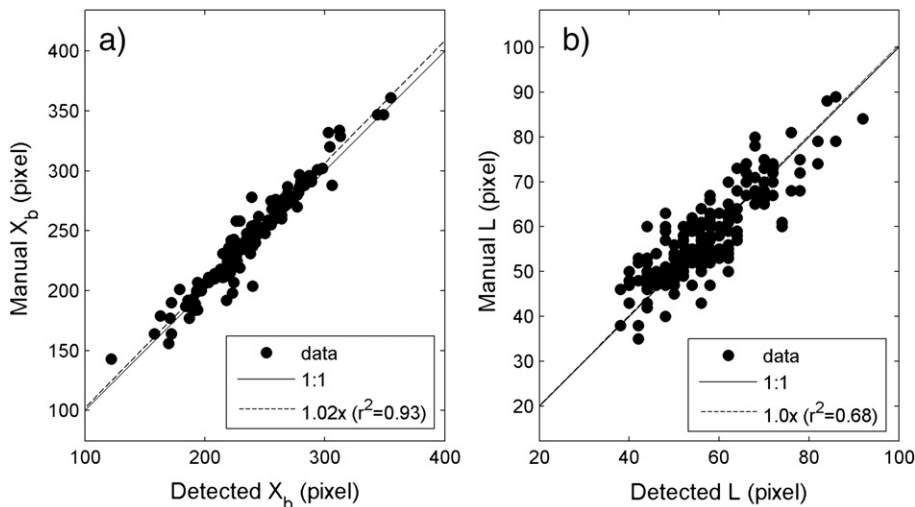 a)
Manual X_b (pixel)
400
350
300
250
200
150
100
100 200 300 400
Detected X_b (pixel)
data
1:1
1.02x (r²=0.93)
b)
Manual L (pixel)
100
90
80
70
60
50
40
30
20
20 40 60 80 100
Detected L (pixel)
data
1:1
1.0x (r²=0.68)